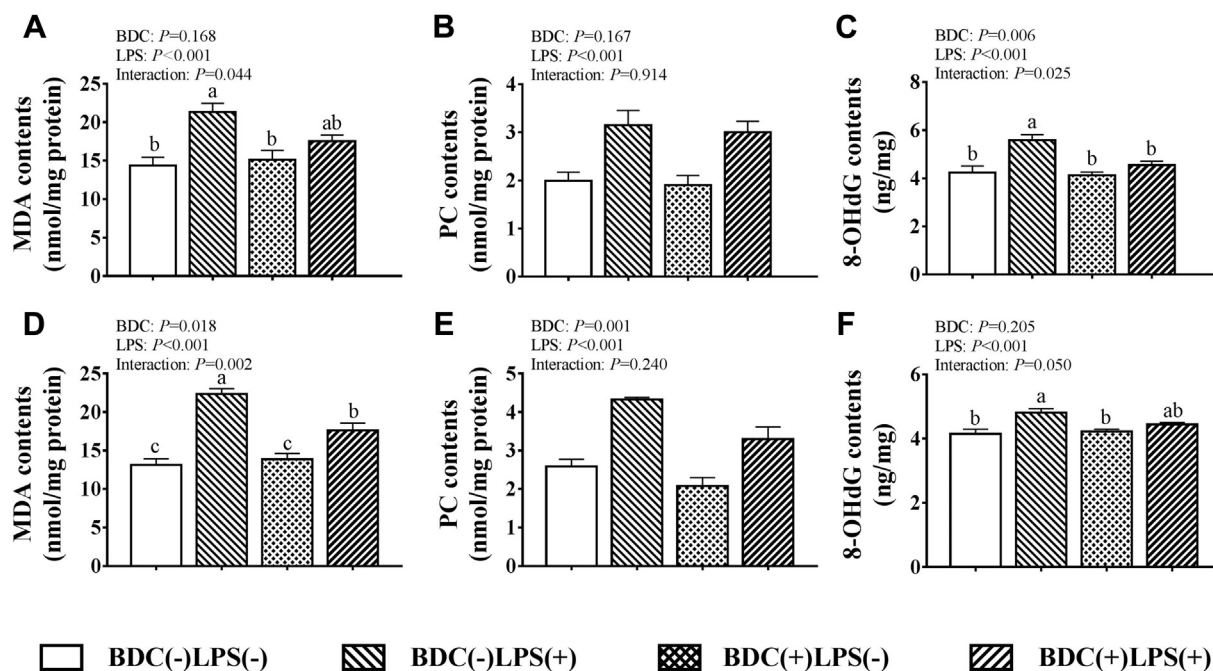 A
BDC: P=0.168
LPS: P<0.001
Interaction: P=0.044
MDA contents
(nmol/mg protein)
25
20
15
10
5
0
b
a
b
ab
B
BDC: P=0.167
LPS: P<0.001
Interaction: P=0.914
PC contents
(nmol/mg protein)
4
3
2
1
0
C
BDC: P=0.006
LPS: P<0.001
Interaction: P=0.025
8-OHdG contents
(ng/mg)
8
6
4
2
0
b
a
b
b
D
BDC: P=0.018
LPS: P<0.001
Interaction: P=0.002
MDA contents
(nmol/mg protein)
25
20
15
10
5
0
c
a
c
b
E
BDC: P=0.001
LPS: P<0.001
Interaction: P=0.240
PC contents
(nmol/mg protein)
5
4
3
2
1
0
F
BDC: P=0.205
LPS: P<0.001
Interaction: P=0.050
8-OHdG contents
(ng/mg)
6
4
2
0
b
a
b
ab
BDC(-)LPS(-)
BDC(-)LPS(+)
BDC(+)LPS(-)
BDC(+)LPS(+)